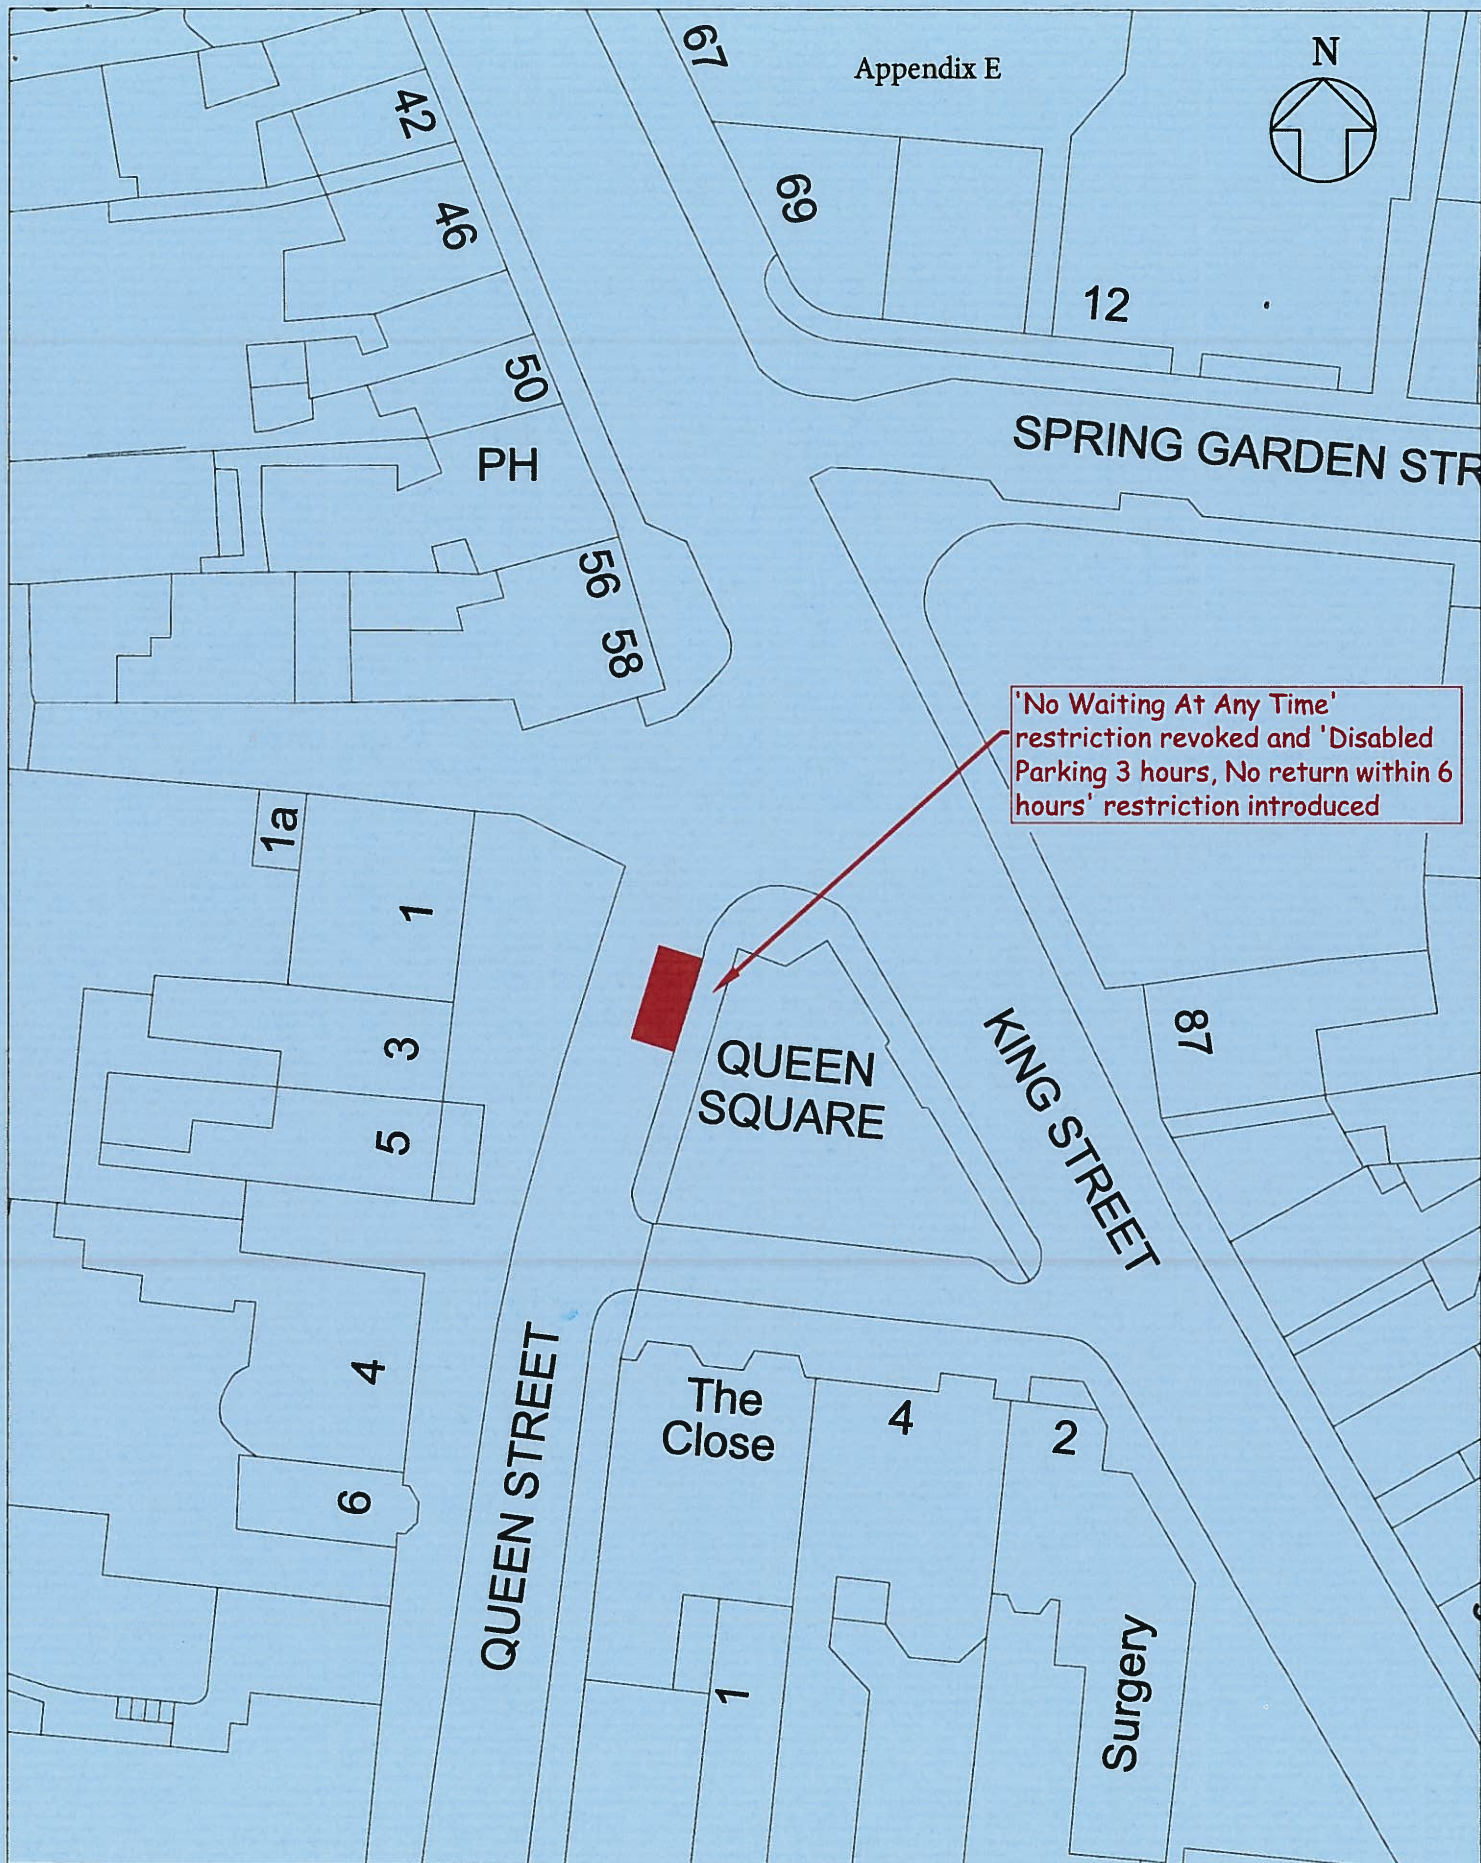 67
Appendix E
N
42
69
46
12
50
SPRING GARDEN STR
PH
56
58
'No Waiting At Any Time'
restriction revoked and 'Disabled
Parking 3 hours, No return within 6
hours' restriction introduced
1a
1
87
3
QUEEN
SQUARE
KING STREET
5
4
The
Close
4
2
QUEEN STREET
6
1
Surgery